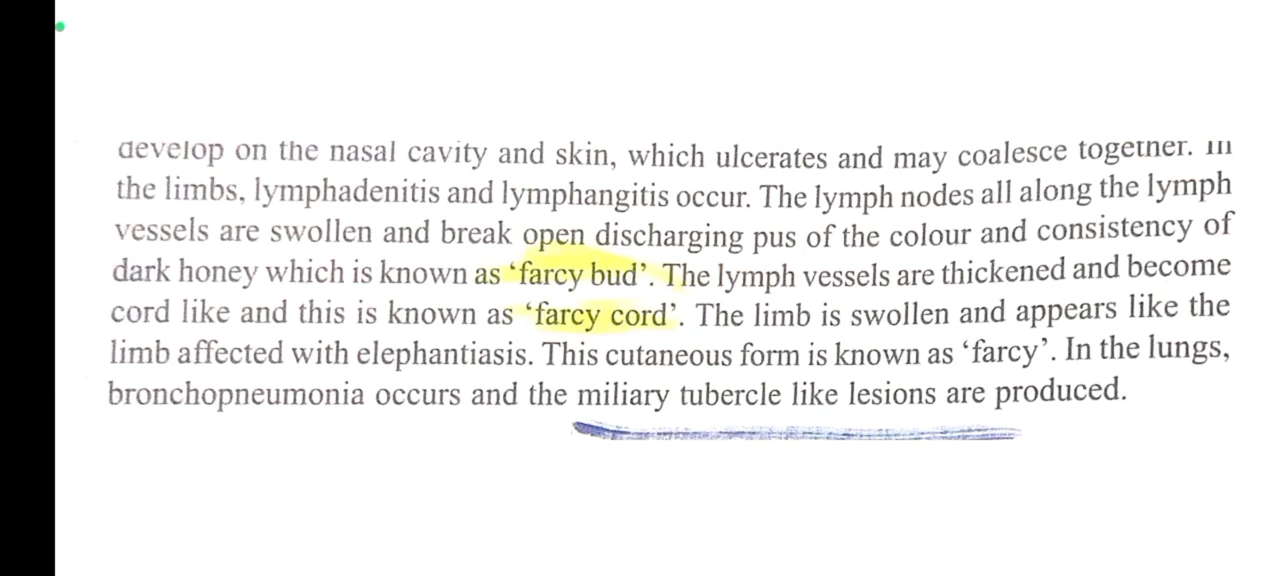 develop on the nasal cavity and skin, which ulcerates and may coalesce together. In
the limbs, lymphadenitis and lymphangitis occur. The lymph nodes all along the lymph
vessels are swollen and break open discharging pus of the colour and consistency of
dark honey which is known as ‘farcy bud’. The lymph vessels are thickened and become
cord like and this is known as ‘farcy cord’. The limb is swollen and appears like the
limb affected with elephantiasis. This cutaneous form is known as ‘farcy’. In the lungs,
bronchopneumonia occurs and the miliary tubercle like lesions are produced.